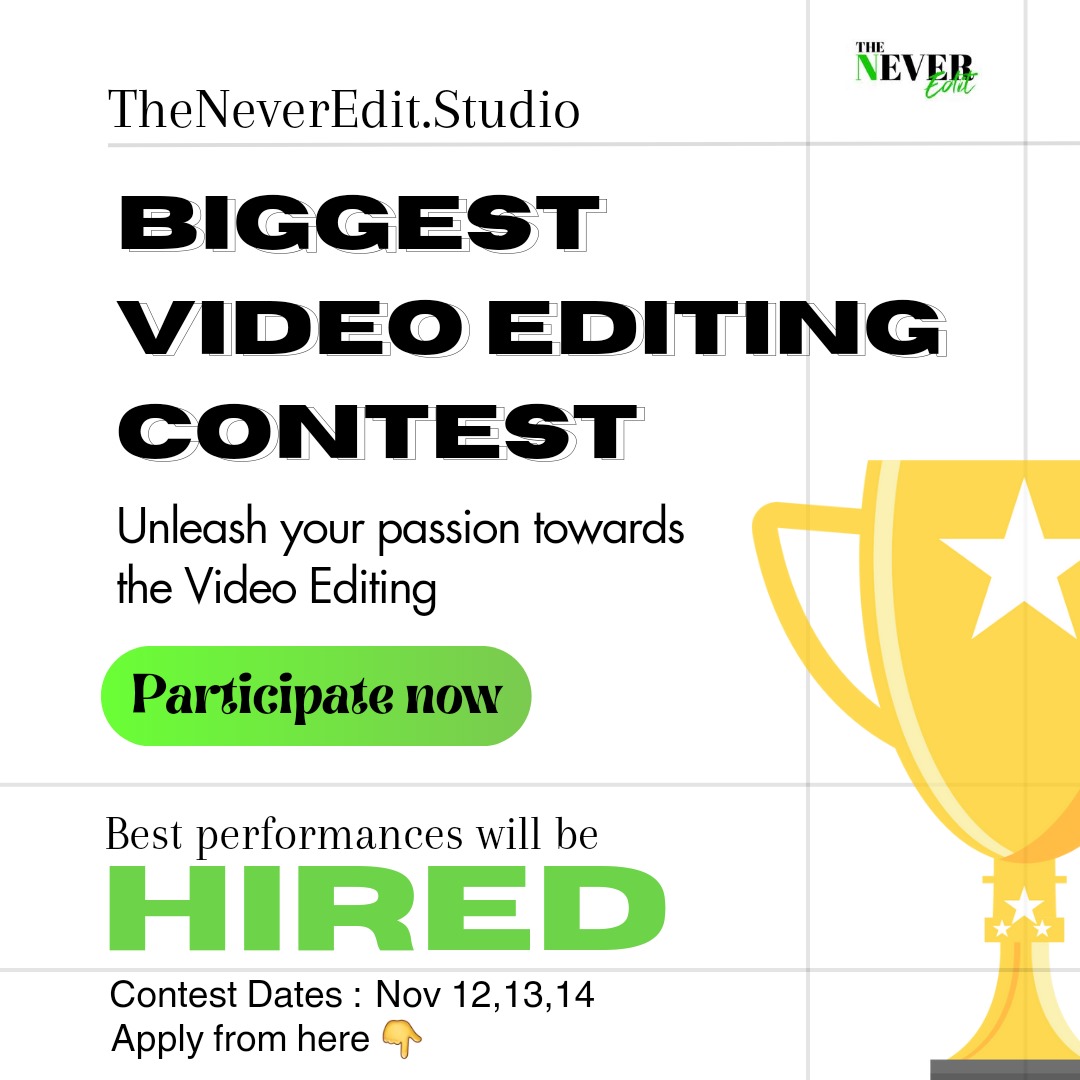 THE
NEVER
Edit
TheNeverEdit.Studio
BIGGEST
VIDEO EDITING
CONTEST
Unleash your passion towards
the Video Editing
Participate now
Best performances will be
HIRED
Contest Dates : Nov 12,13,14
Apply from here 👇